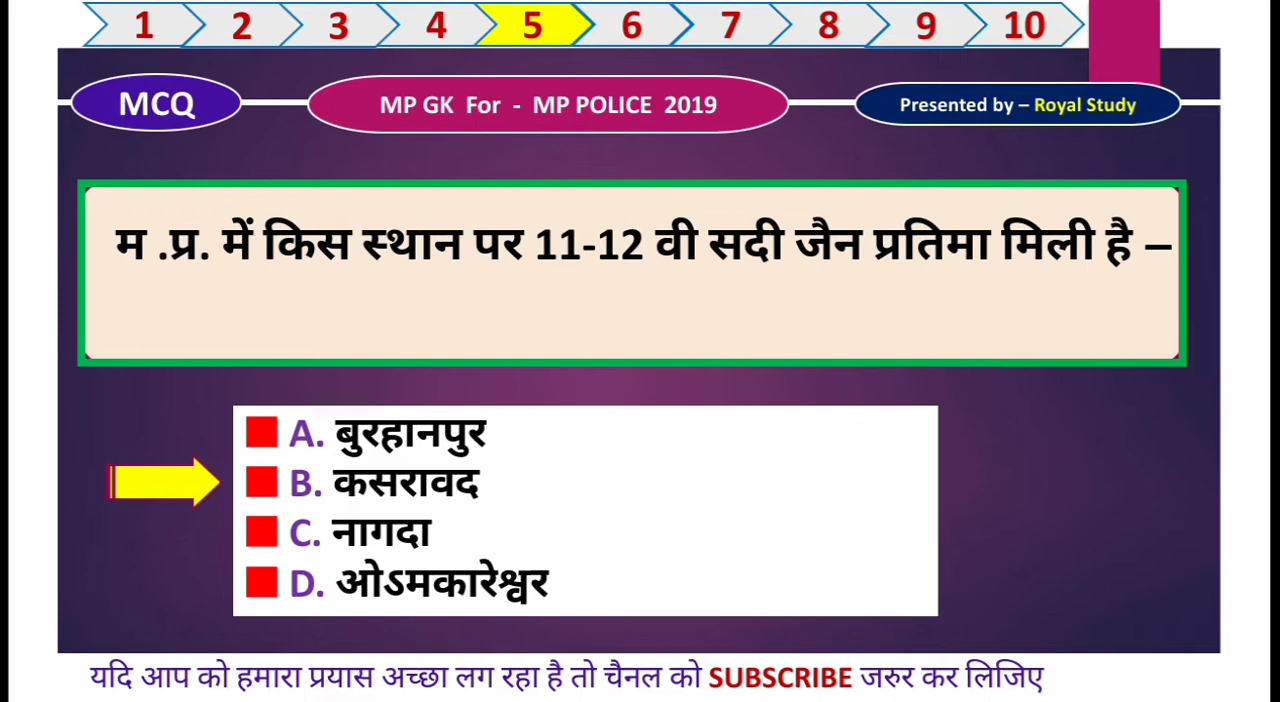 1 2 3 4 5 6 7 8 9 10
MCQ
MP GK For - MP POLICE 2019
Presented by – Royal Study
म .प्र. में किस स्थान पर 11-12 वी सदी जैन प्रतिमा मिली है –
A. बुरहानपुर
B. कसरावद
C. नागदा
D. ओऽमकारेश्वर
यदि आप को हमारा प्रयास अच्छा लग रहा है तो चैनल को SUBSCRIBE जरुर कर लिजिए